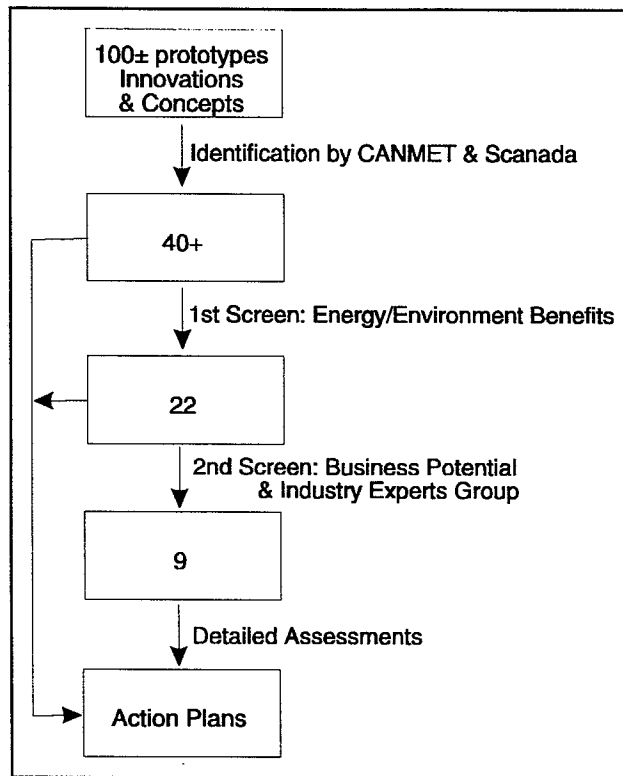 100± prototypes
Innovations
& Concepts
Identification by CANMET & Scanada
40+
1st Screen: Energy/Environment Benefits
22
2nd Screen: Business Potential
& Industry Experts Group
9
Detailed Assessments
Action Plans